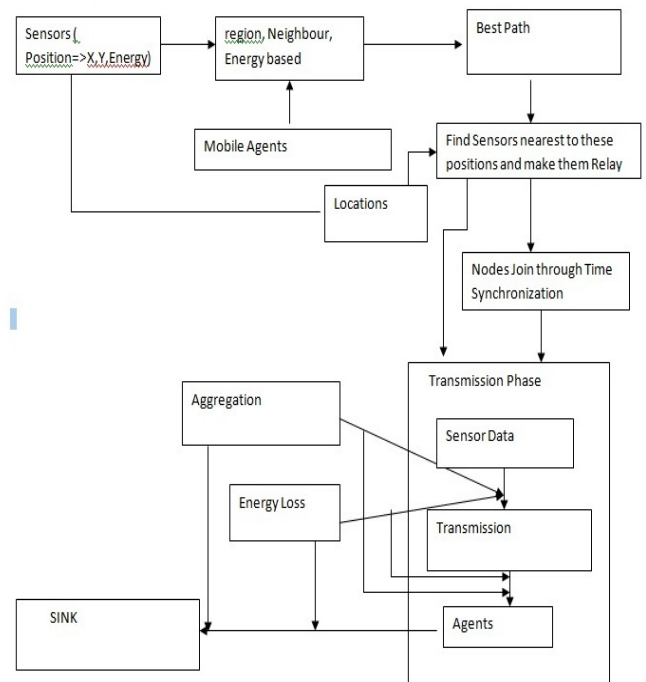 Sensors (
Position=>X,Y,Energy)
region, Neighbour,
Energy based
Best Path
Mobile Agents
Find Sensors nearest to these
positions and make them Relay
Locations
Nodes Join through Time
Synchronization
Transmission Phase
Aggregation
Sensor Data
Energy Loss
Transmission
SINK
Agents